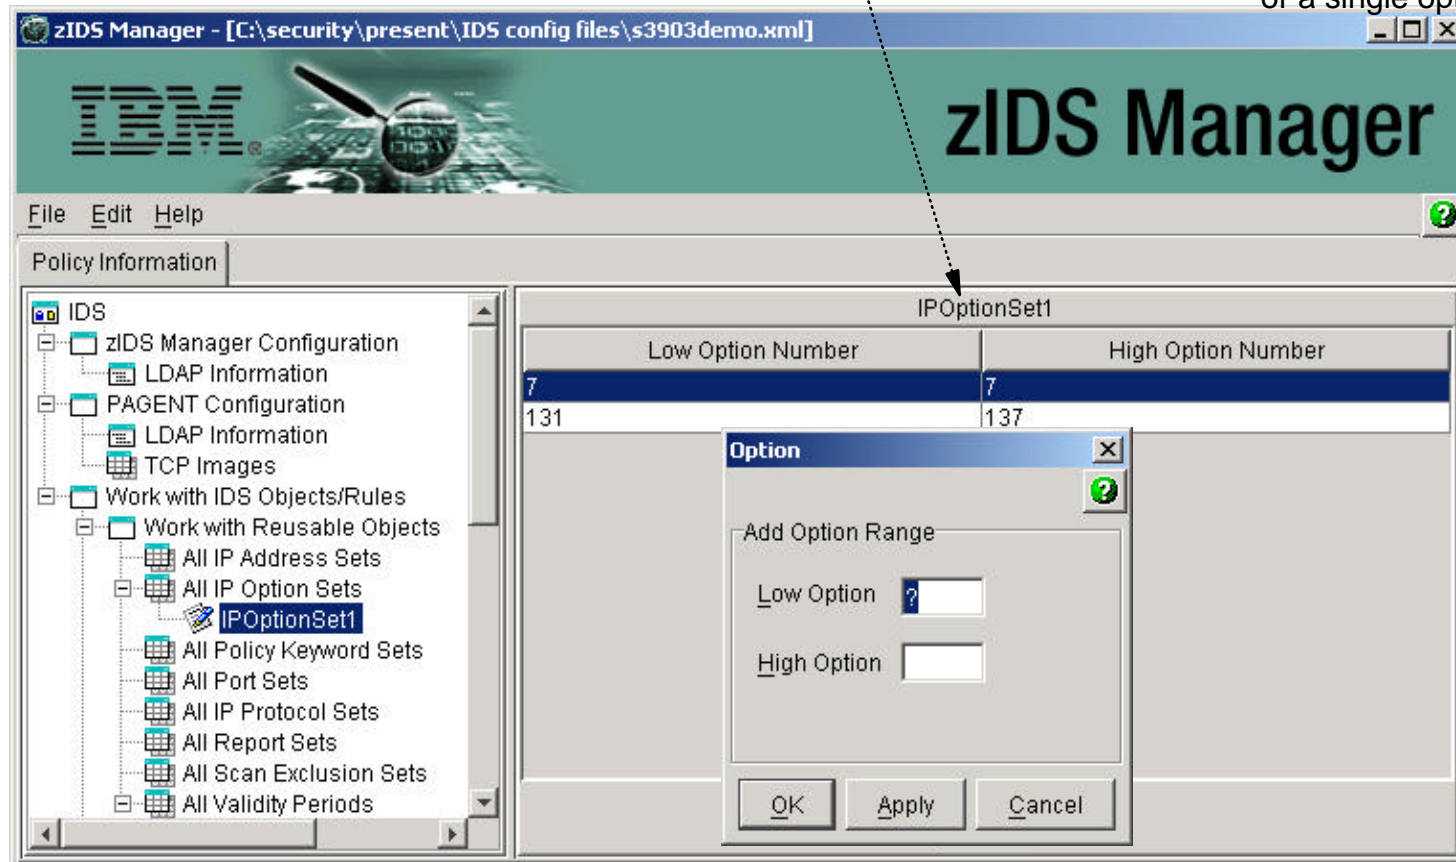 of a single op
zIDS Manager - [C:\security\present\IDS config files\s3903demo.xml]
IBM®
zIDS Manager
File Edit Help
Policy Information
IDS
zIDS Manager Configuration
LDAP Information
PAGENT Configuration
LDAP Information
TCP Images
Work with IDS Objects/Rules
Work with Reusable Objects
All IP Address Sets
All IP Option Sets
IPOptionSet1
All Policy Keyword Sets
All Port Sets
All IP Protocol Sets
All Report Sets
All Scan Exclusion Sets
All Validity Periods
IPOptionSet1
Low Option Number High Option Number
7 7
131 137
Option
?
Add Option Range
Low Option ?
High Option
OK Apply Cancel